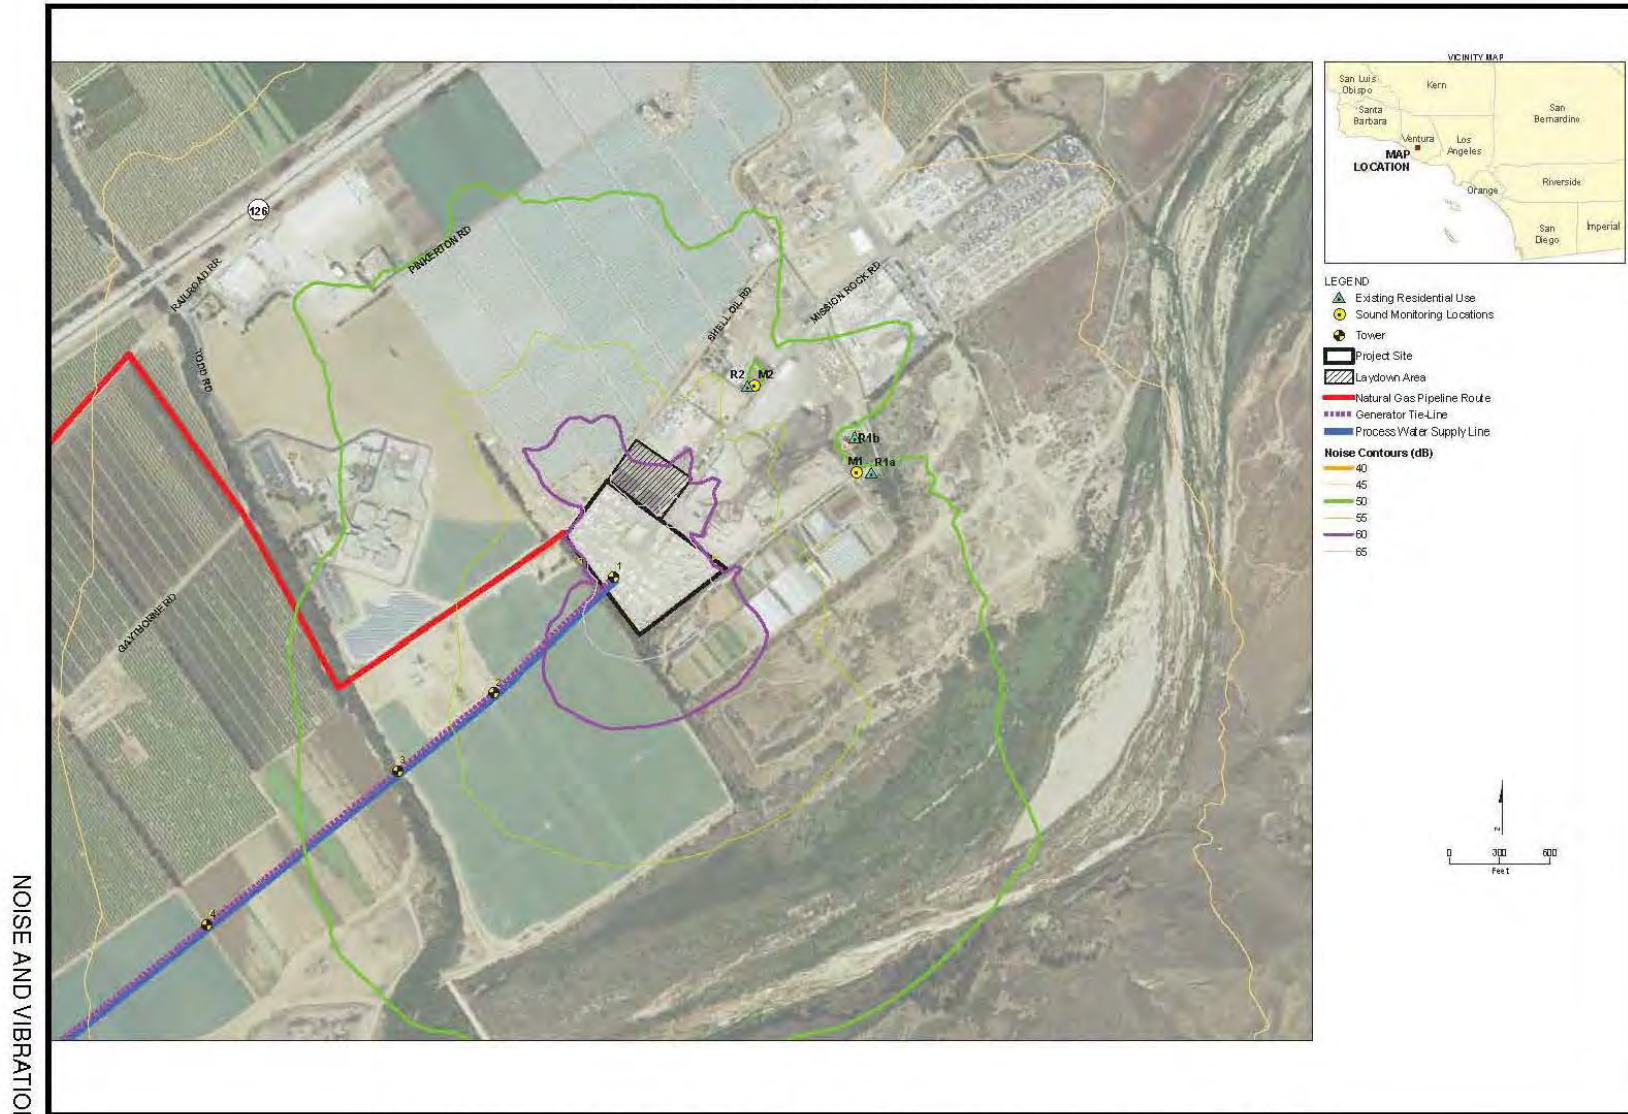 VICINITY MAP
San Luis
Obispo
Kern
Santa
Barbara
San
Bernardino
Ventura
Los
Angeles
MAP
LOCATION
Orange
Riverside
San
Diego
Imperial
LEGEND
Existing Residential Use
Sound Monitoring Locations
Tower
Project Site
Laydown Area
Natural Gas Pipeline Route
Generator Tie-Line
Process Water Supply Line
Noise Contours (dB)
40
45
50
55
60
65
126
RAILROAD RR
PINKERTON RD
TODD RD
SHELL OIL RD
MISSION ROCK RD
R2
M2
R1b
M1
R1a
GAYTHORNE RD
1
2
3
4
0 300 600
Feet
NOISE AND VIBRATIO